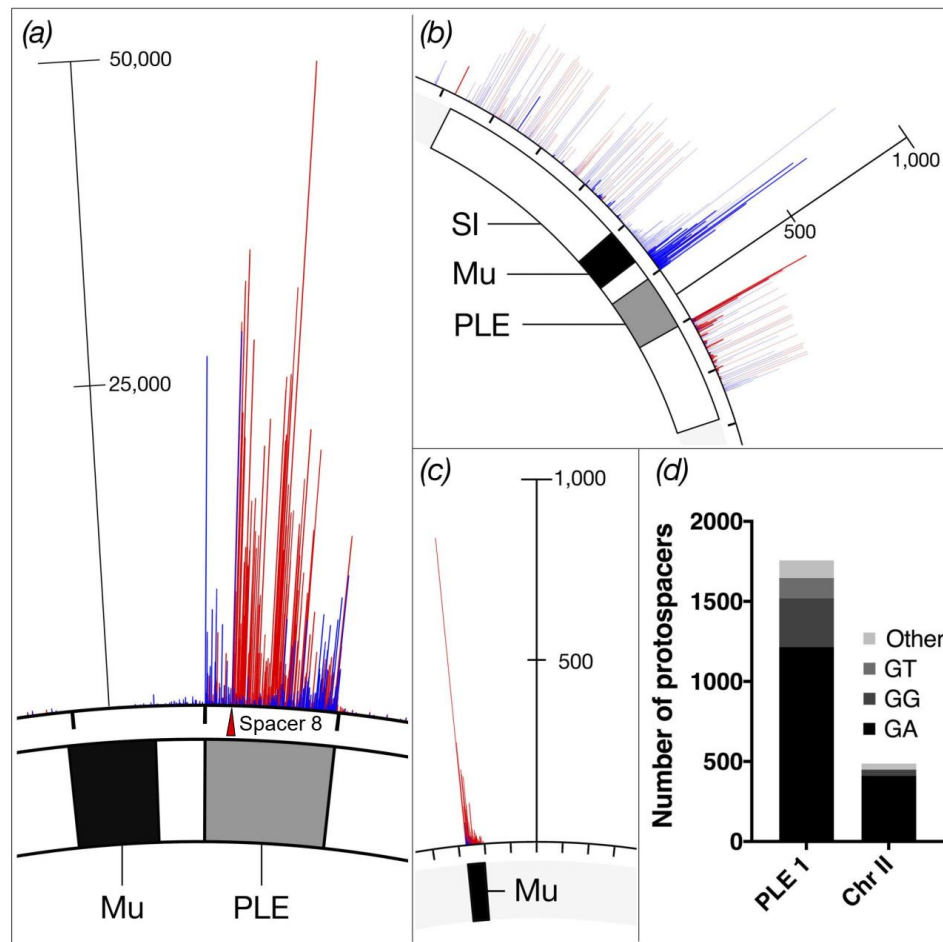 (a)
50,000
25,000
Spacer 8
Mu
PLE
(b)
1,000
500
SI
Mu
PLE
(c)
1,000
500
Mu
(d)
Number of protospacers
2000
1500
1000
500
0
Other
GT
GG
GA
PLE 1
Chr II